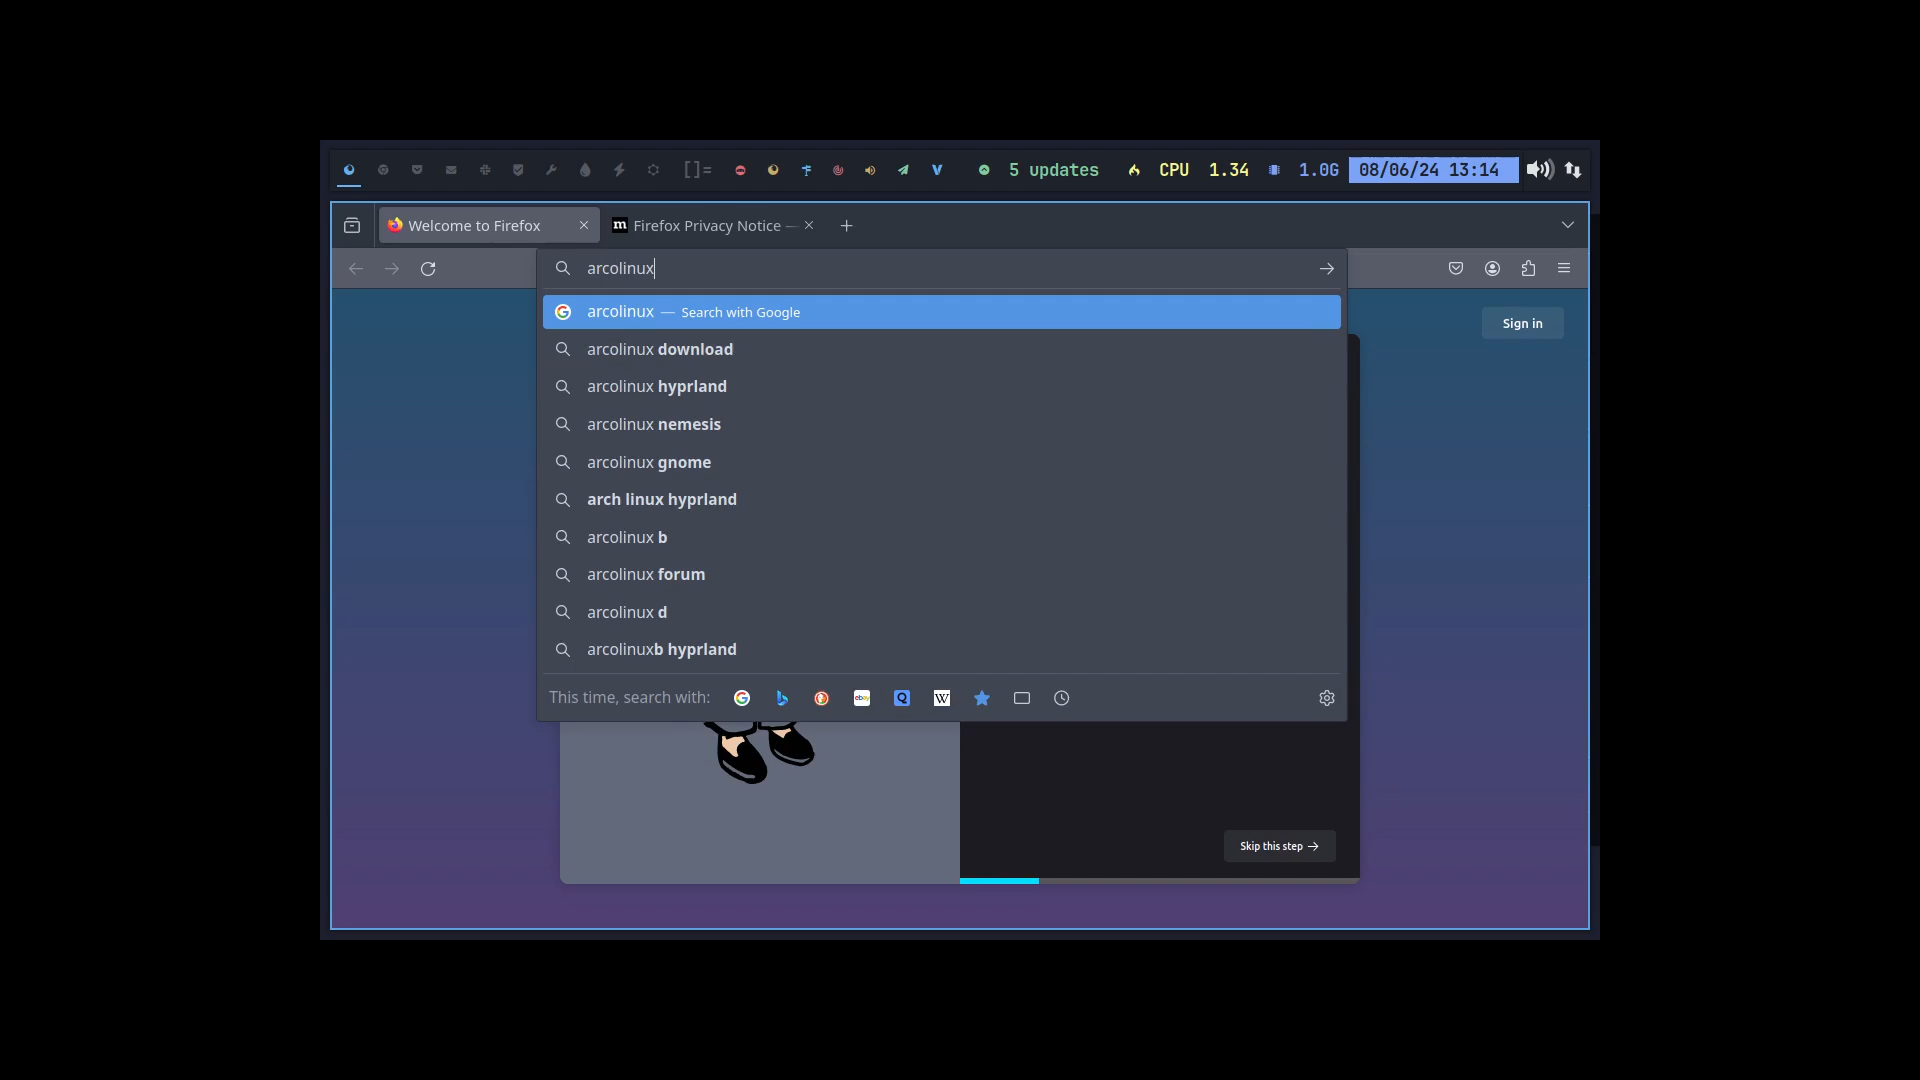 []= 5 updates CPU 1.34 1.0G 08/06/24 13:14
Welcome to Firefox m Firefox Privacy Notice —
arcolinux
arcolinux — Search with Google
Sign in
arcolinux download
arcolinux hyprland
arcolinux nemesis
arcolinux gnome
arch linux hyprland
arcolinux b
arcolinux forum
arcolinux d
arcolinuxb hyprland
This time, search with: ebay W
Skip this step →